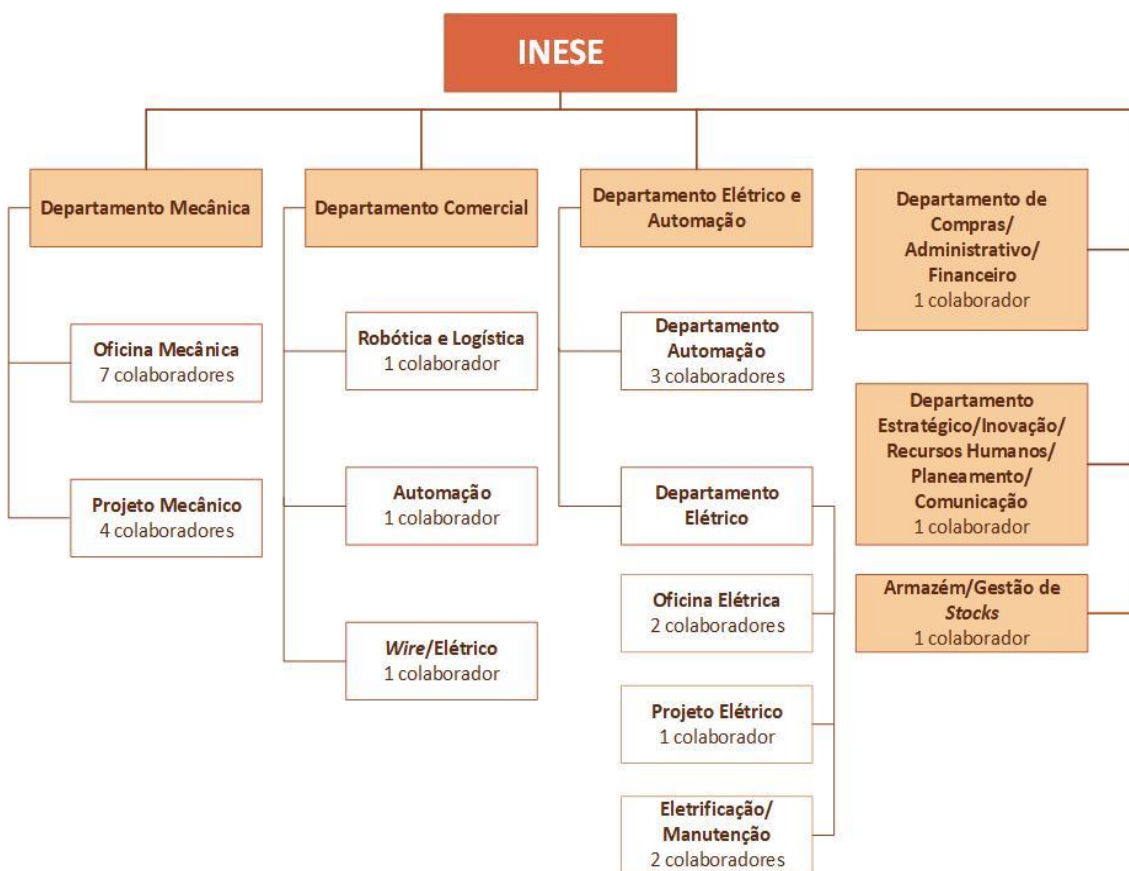 INESE
Departamento Mecânica
Oficina Mecânica
7 colaboradores
Projeto Mecânico
4 colaboradores
Departamento Comercial
Robótica e Logística
1 colaborador
Automação
1 colaborador
Wire/Elétrico
1 colaborador
Departamento Elétrico e
Automação
Departamento
Automação
3 colaboradores
Departamento
Elétrico
Oficina Elétrica
2 colaboradores
Projeto Elétrico
1 colaborador
Eletrificação/
Manutenção
2 colaboradores
Departamento de
Compras/
Administrativo/
Financeiro
1 colaborador
Departamento
Estratégico/Inovação/
Recursos Humanos/
Planeamento/
Comunicação
1 colaborador
Armazém/Gestão de
Stocks
1 colaborador